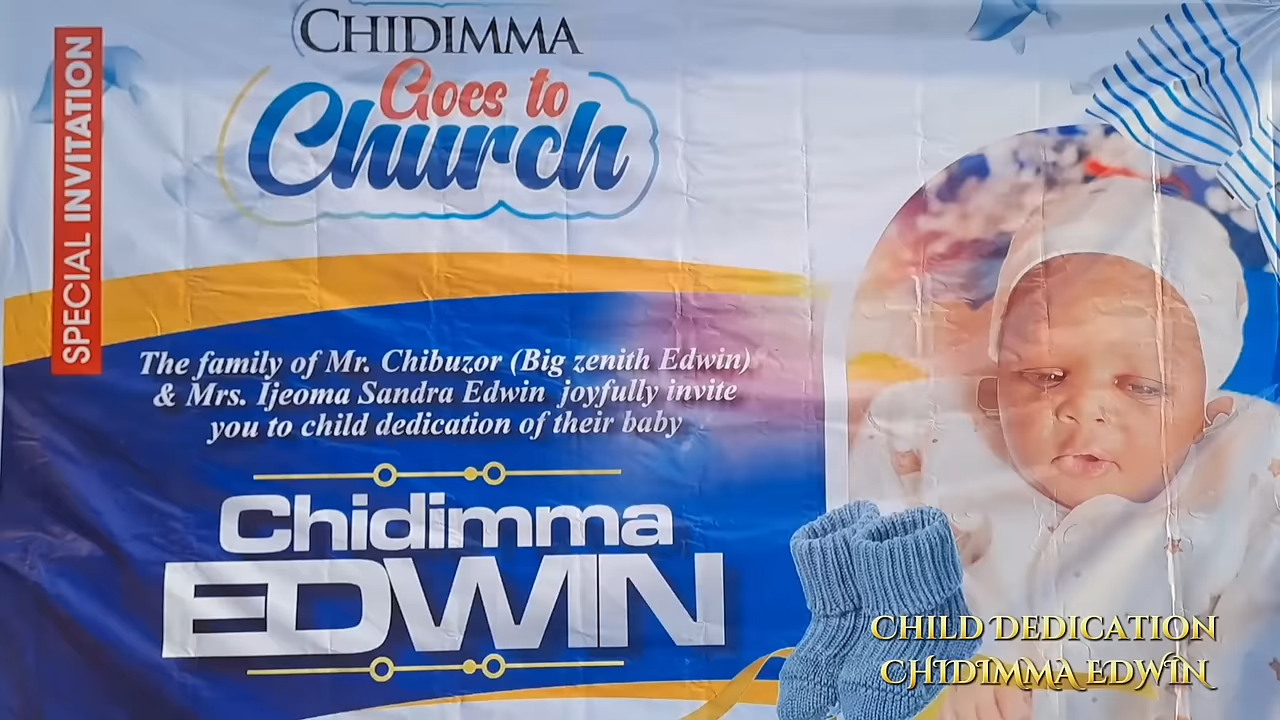 SPECIAL INVITATION
CHIDIMMA
Goes to
Church
The family of Mr. Chibuzor (Big zenith Edwin)
& Mrs. Ijeoma Sandra Edwin joyfully invite
you to child dedication of their baby
Chidimma
EDWIN
CHILD DEDICATION
CHIDIMMA EDWIN